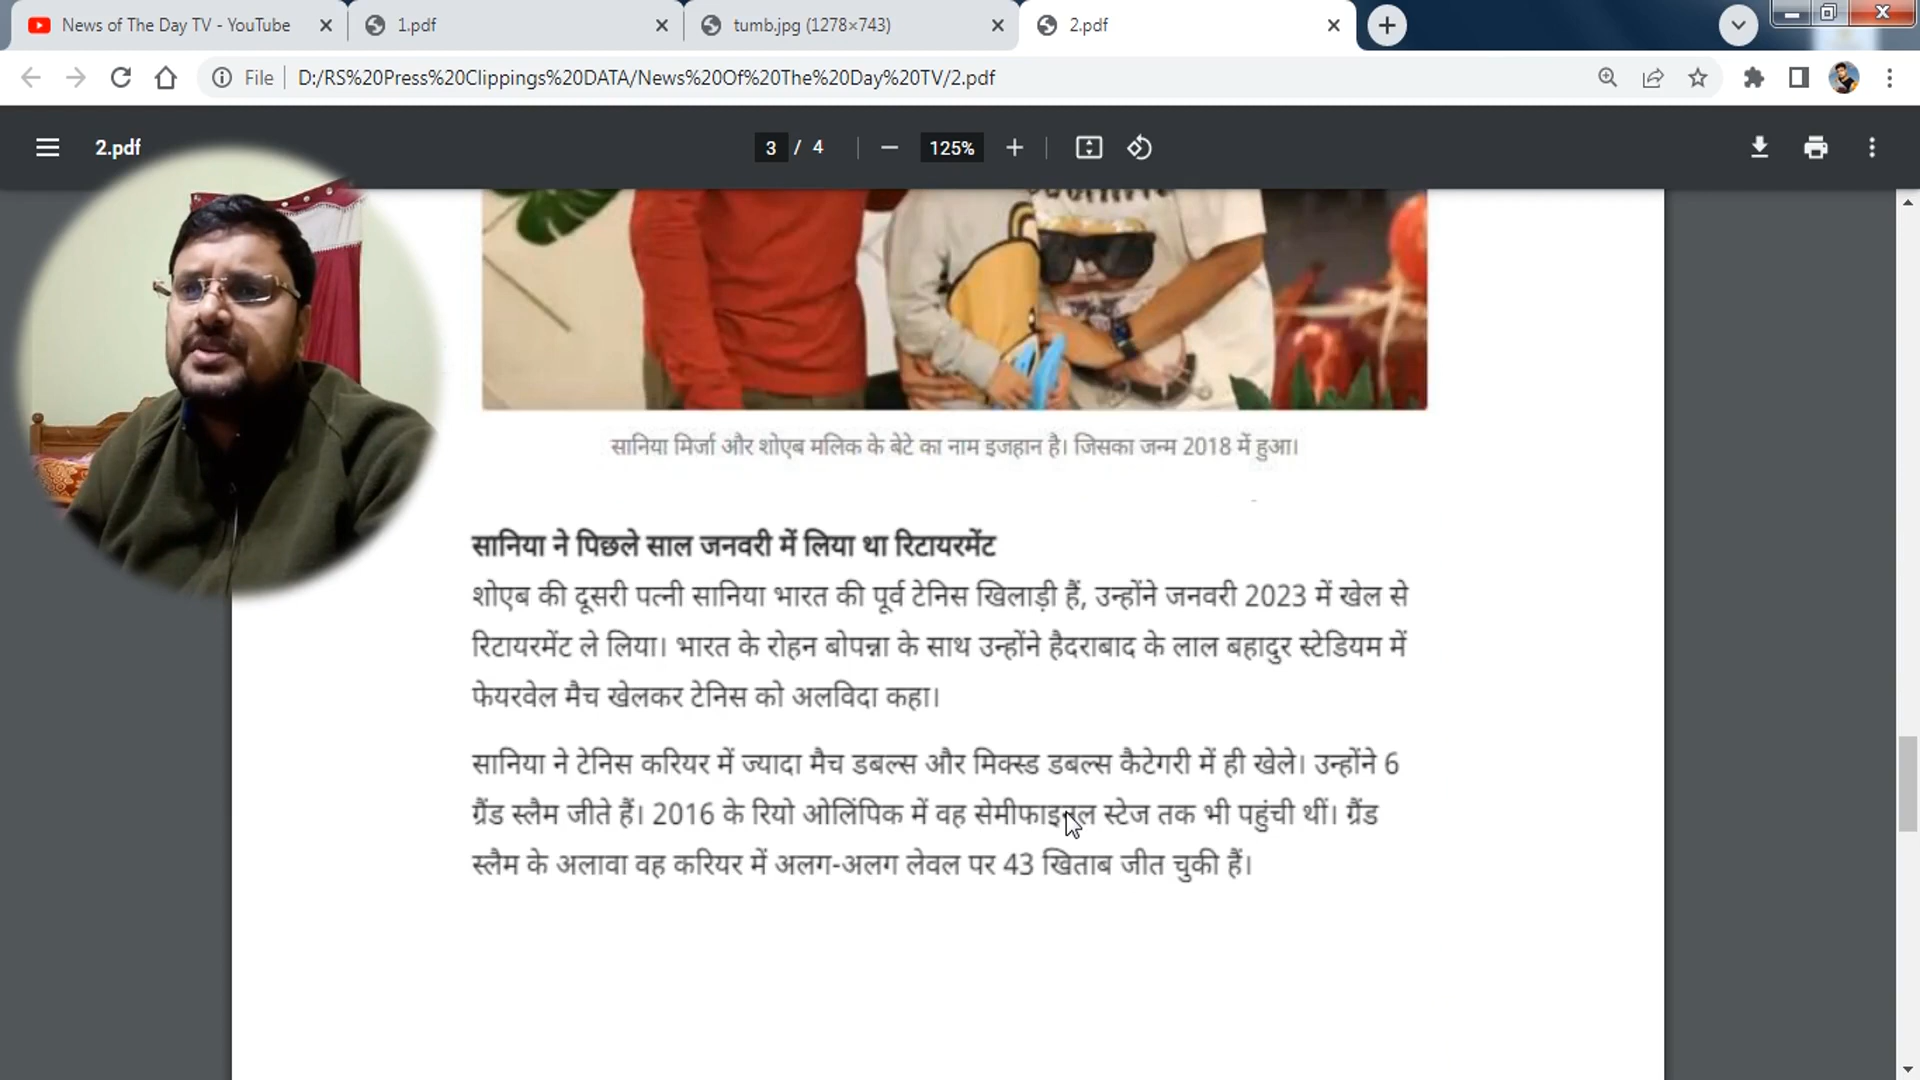 News of The Day TV - YouTube
1.pdf
tumb.jpg (1278×743)
2.pdf
File
D:/RS%20Press%20Clippings%20DATA/News%20Of%20The%20Day%20TV/2.pdf
2.pdf
3 / 4
125%
सानिया मिर्जा और शोएब मलिक के बेटे का नाम इजहान है। जिसका जन्म 2018 में हुआ।
सानिया ने पिछले साल जनवरी में लिया था रिटायरमेंट
शोएब की दूसरी पत्नी सानिया भारत की पूर्व टेनिस खिलाड़ी हैं, उन्होंने जनवरी 2023 में खेल से
रिटायरमेंट ले लिया। भारत के रोहन बोपन्ना के साथ उन्होंने हैदराबाद के लाल बहादुर स्टेडियम में
फेयरवेल मैच खेलकर टेनिस को अलविदा कहा।
सानिया ने टेनिस करियर में ज्यादा मैच डबल्स और मिक्स्ड डबल्स कैटेगरी में ही खेले। उन्होंने 6
ग्रैंड स्लैम जीते हैं। 2016 के रियो ओलिंपिक में वह सेमीफाइनल स्टेज तक भी पहुंची थीं। ग्रैंड
स्लैम के अलावा वह करियर में अलग-अलग लेवल पर 43 खिताब जीत चुकी हैं।